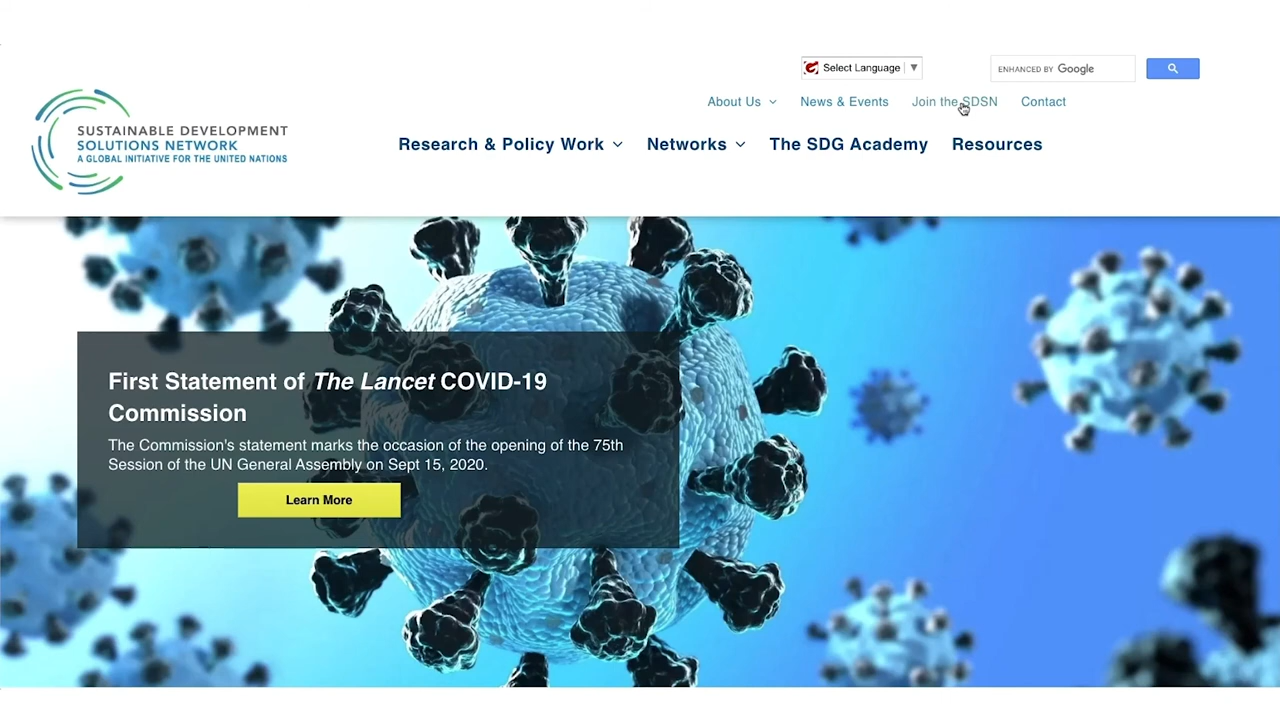 Select Language ▼
ENHANCED BY Google
About Us
News & Events
Join the SDSN
Contact
SUSTAINABLE DEVELOPMENT
SOLUTIONS NETWORK
A GLOBAL INITIATIVE FOR THE UNITED NATIONS
Research & Policy Work
Networks
The SDG Academy
Resources
First Statement of The Lancet COVID-19
Commission
The Commission's statement marks the occasion of the opening of the 75th
Session of the UN General Assembly on Sept 15, 2020.
Learn More